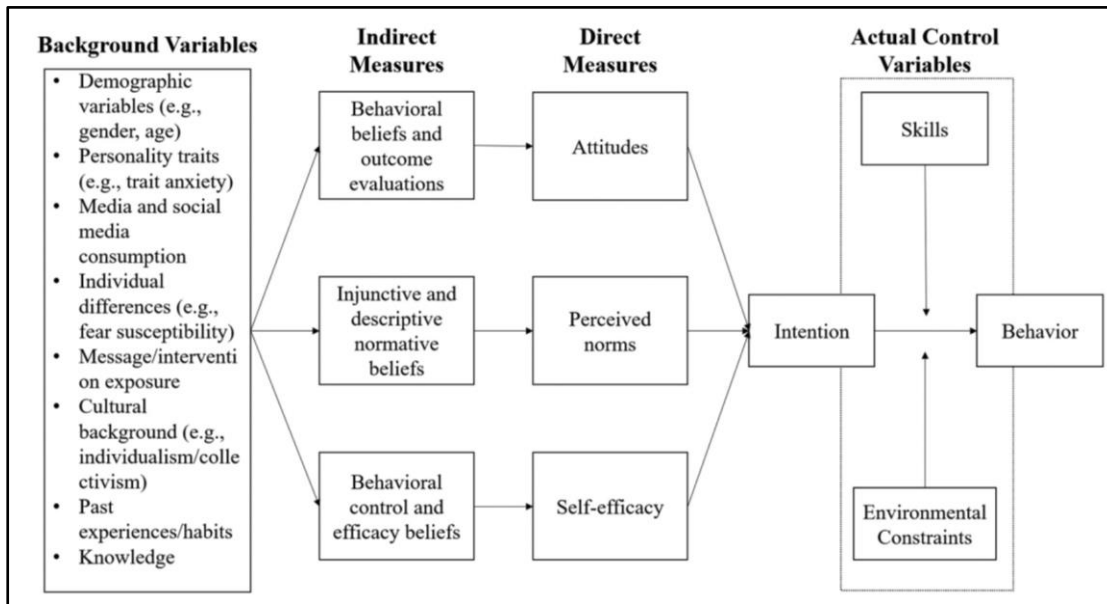 Background Variables
• Demographic
variables (e.g.,
gender, age)
• Personality traits
(e.g., trait anxiety)
• Media and social
media
consumption
• Individual
differences (e.g.,
fear susceptibility)
• Message/interventi
on exposure
• Cultural
background (e.g.,
individualism/colle
ctivism)
• Past
experiences/habits
• Knowledge
Indirect
Measures
Behavioral
beliefs and
outcome
evaluations
Injunctive and
descriptive
normative
beliefs
Behavioral
control and
efficacy beliefs
Direct
Measures
Attitudes
Perceived
norms
Self-efficacy
Intention
Actual Control
Variables
Skills
Environmental
Constraints
Behavior